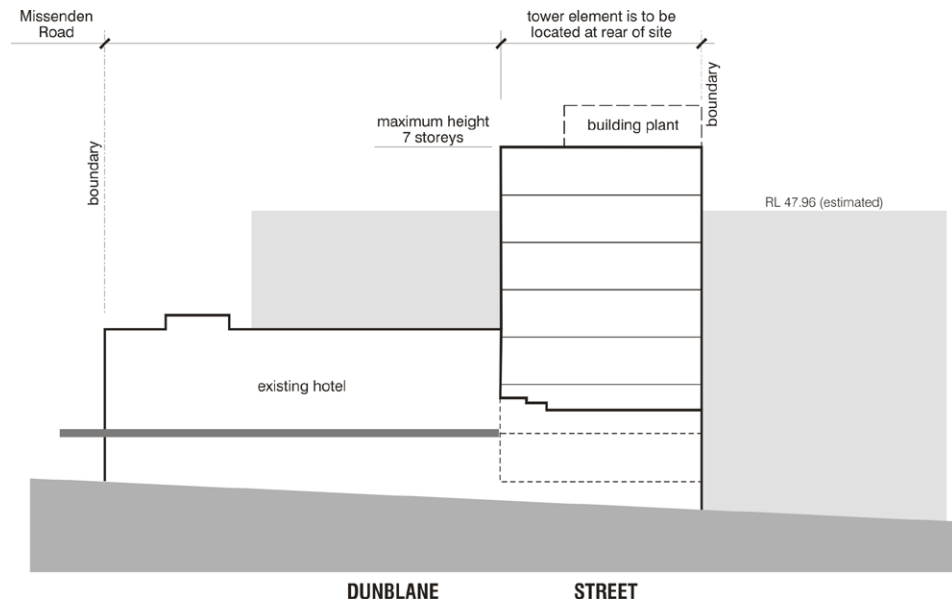 Missenden
Road
tower element is to be
located at rear of site
boundary
boundary
maximum height
7 storeys
building plant
RL 47.96 (estimated)
existing hotel
DUNBLANE STREET